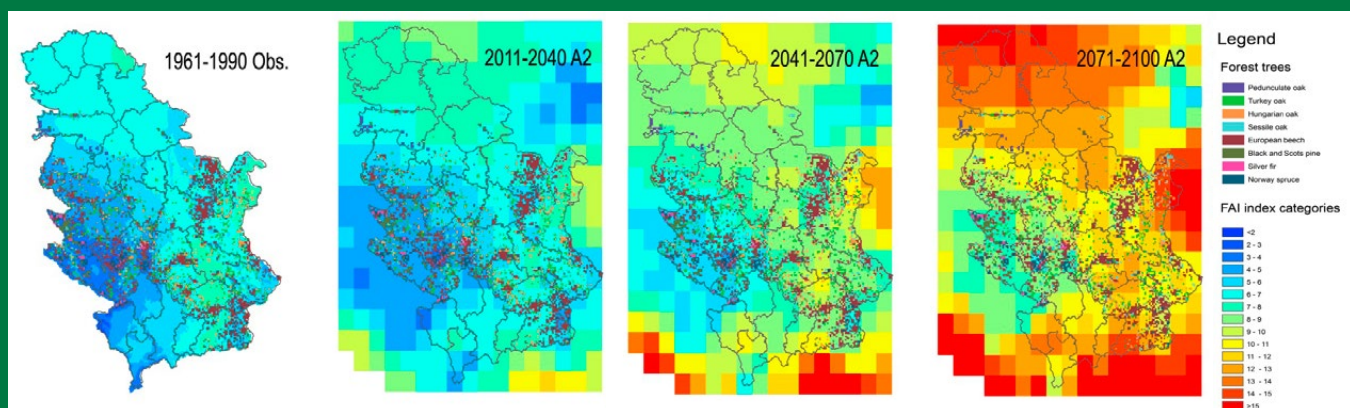 1961-1990 Obs.
2011-2040 A2
2041-2070 A2
2071-2100 A2
Legend
Forest trees
Pedunculate oak
Turkey oak
Hungarian oak
Sessile oak
European beech
Black and Scots pine
Silver fir
Norway spruce
FAI index categories
<2
2 - 3
3 - 4
4 - 5
5 - 6
6 - 7
7 - 8
8 - 9
9 - 10
10 - 11
11 - 12
12 - 13
13 - 14
14 - 15
>15